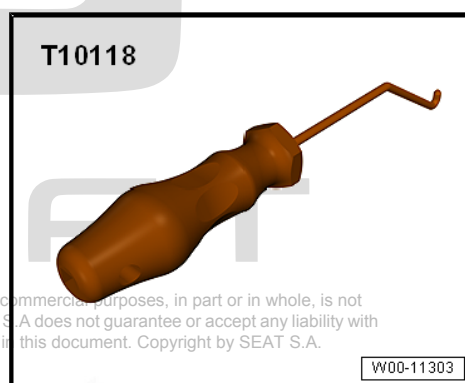 T10118
commercial purposes, in part or in whole, is not
S.A does not guarantee or accept any liability with
in this document. Copyright by SEAT S.A.
W00-11303